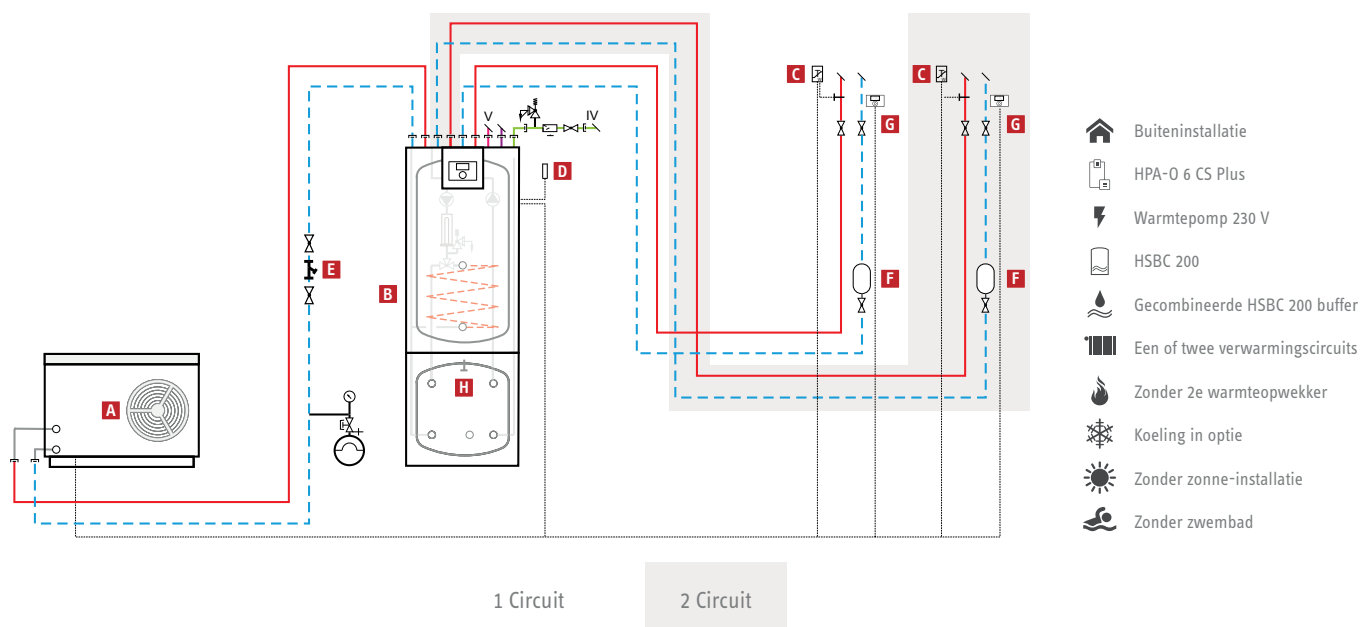 C
C
V
IV
G
G
D
E
B
F
F
A
H
Buiteninstallatie
HPA-O 6 CS Plus
Warmtepomp 230 V
HSBC 200
Gecombineerde HSBC 200 buffer
Een of twee verwarmingscircuits
Zonder 2e warmteopwekker
Koeling in optie
Zonder zonne-installatie
Zonder zwembad
1 Circuit
2 Circuit